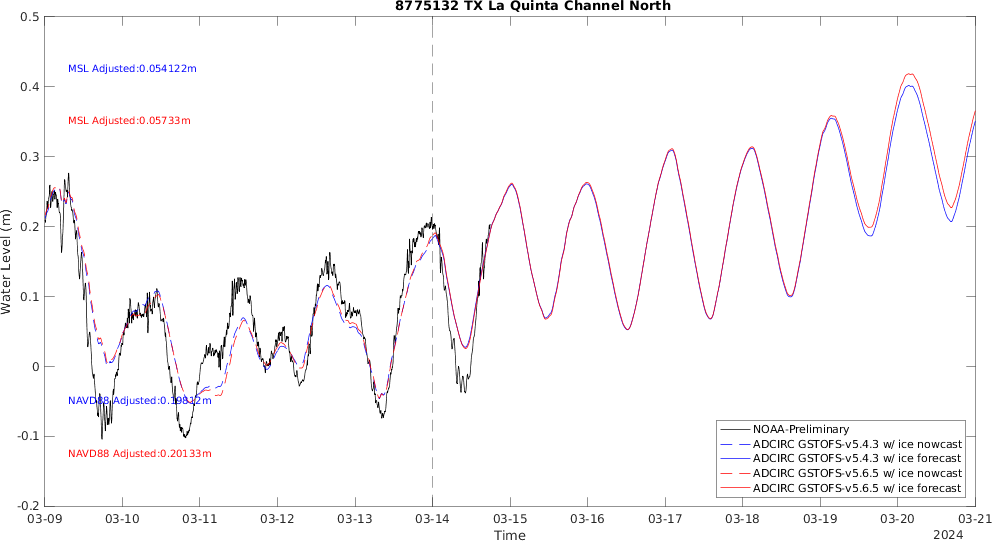 8775132 TX La Quinta Channel North
0.5
0.4
0.3
0.2
0.1
0
-0.1
-0.2
Water Level (m)
MSL Adjusted:0.054122m
MSL Adjusted:0.05733m
NAVD88 Adjusted:0.19812m
NAVD88 Adjusted:0.20133m
NOAA-Preliminary
ADCIRC GSTOFS-v5.4.3 w/ ice nowcast
ADCIRC GSTOFS-v5.4.3 w/ ice forecast
ADCIRC GSTOFS-v5.6.5 w/ ice nowcast
ADCIRC GSTOFS-v5.6.5 w/ ice forecast
03-09 03-10 03-11 03-12 03-13 03-14 03-15 03-16 03-17 03-18 03-19 03-20 03-21
Time
2024